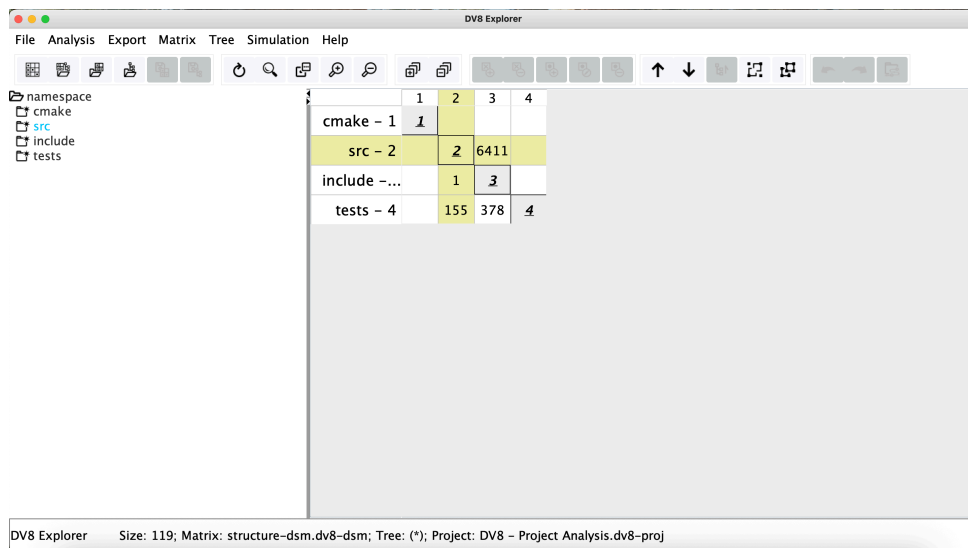 DV8 Explorer
File Analysis Export Matrix Tree Simulation Help
namespace
cmake
src
include
tests
1 2 3 4
cmake – 1 1
src – 2 2 6411
include –... 1 3
tests – 4 155 378 4
DV8 Explorer Size: 119; Matrix: structure-dsm.dv8-dsm; Tree: (*); Project: DV8 – Project Analysis.dv8-proj